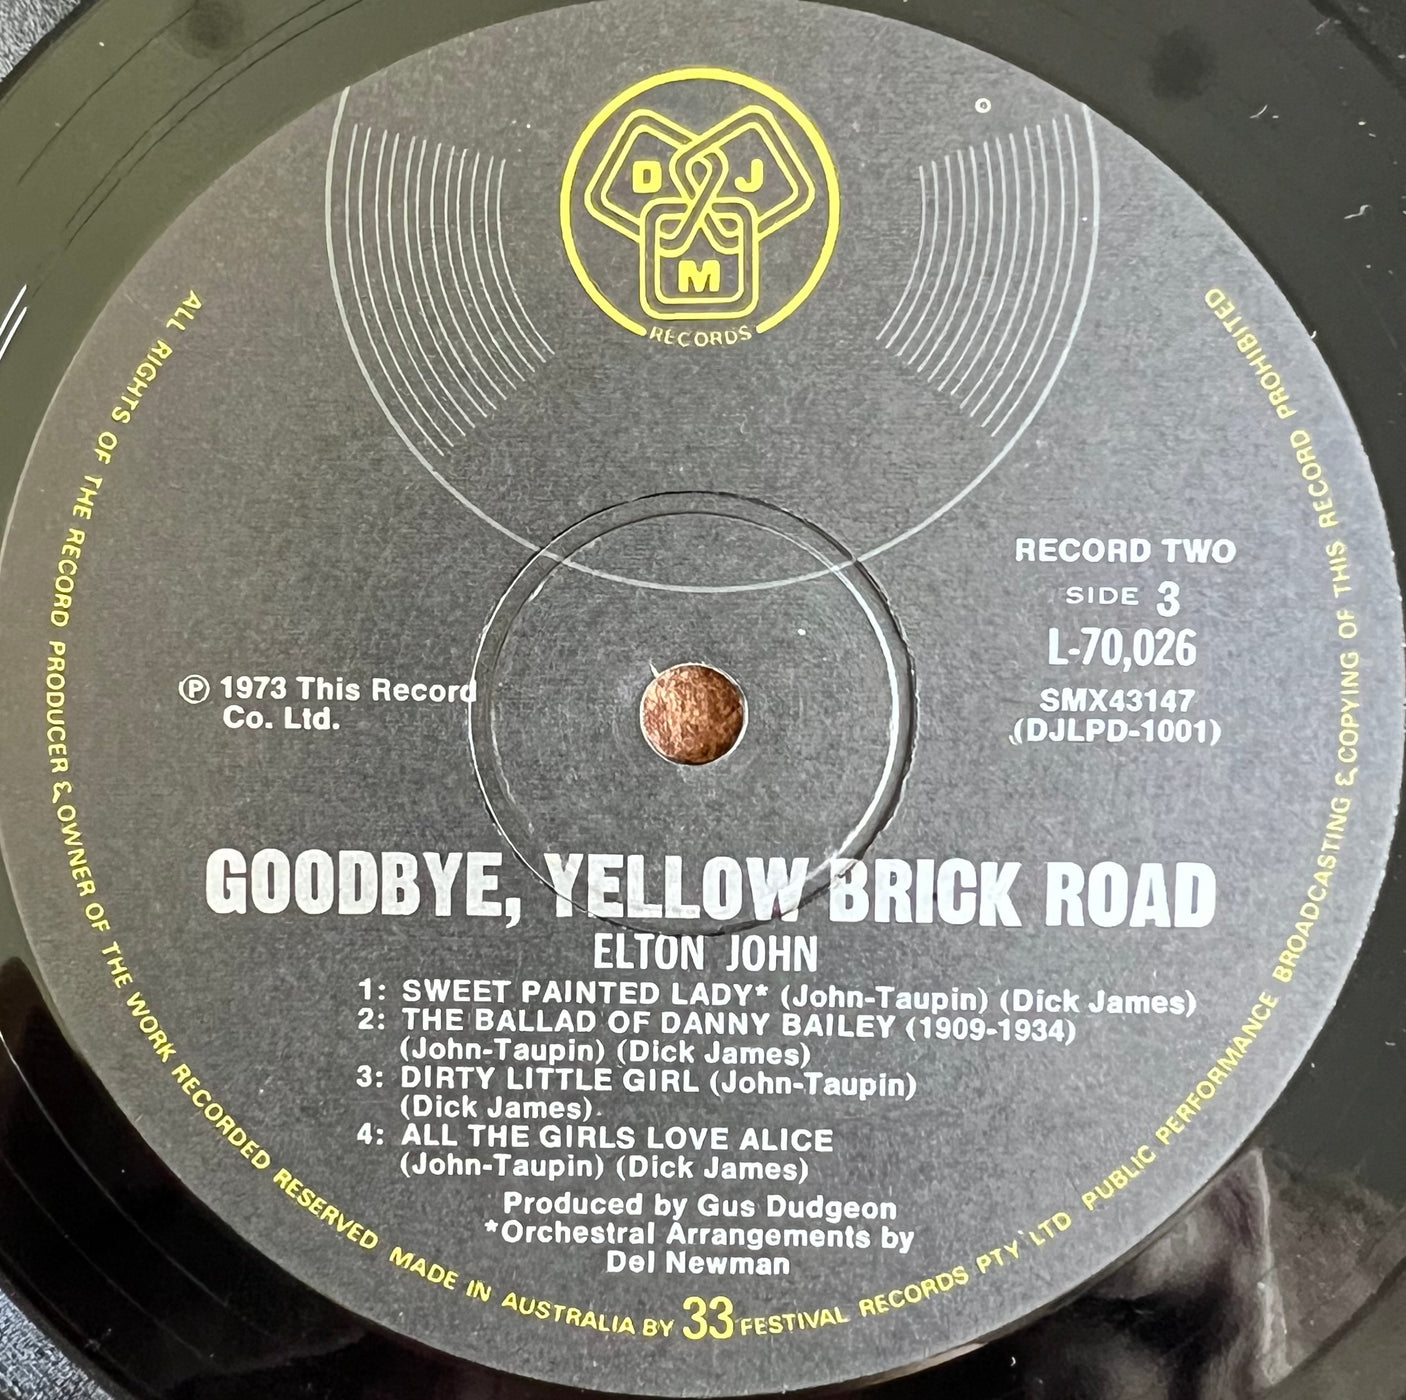 D J
M
RECORDS
RECORD TWO
SIDE 3
L-70,026
SMX43147
(DJLPD-1001)
Ⓟ 1973 This Record
Co. Ltd.
GOODBYE, YELLOW BRICK ROAD
ELTON JOHN
1: SWEET PAINTED LADY* (John-Taupin) (Dick James)
2: THE BALLAD OF DANNY BAILEY (1909-1934)
(John-Taupin) (Dick James)
3: DIRTY LITTLE GIRL (John-Taupin)
(Dick James)
4: ALL THE GIRLS LOVE ALICE
(John-Taupin) (Dick James)
Produced by Gus Dudgeon
*Orchestral Arrangements by
Del Newman
ALL RIGHTS OF THE RECORD PRODUCER & OWNER OF THE WORK RECORDED RESERVED MADE IN AUSTRALIA BY 33 FESTIVAL RECORDS PTY LTD PUBLIC PERFORMANCE BROADCASTING & COPYING OF THIS RECORD PROHIBITED